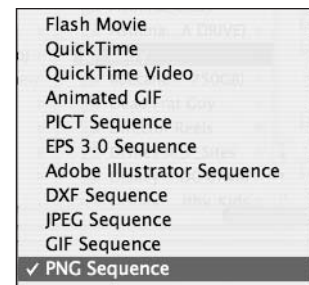 Flash Movie
QuickTime
QuickTime Video
Animated GIF
PICT Sequence
EPS 3.0 Sequence
Adobe Illustrator Sequence
DXF Sequence
JPEG Sequence
GIF Sequence
✓ PNG Sequence